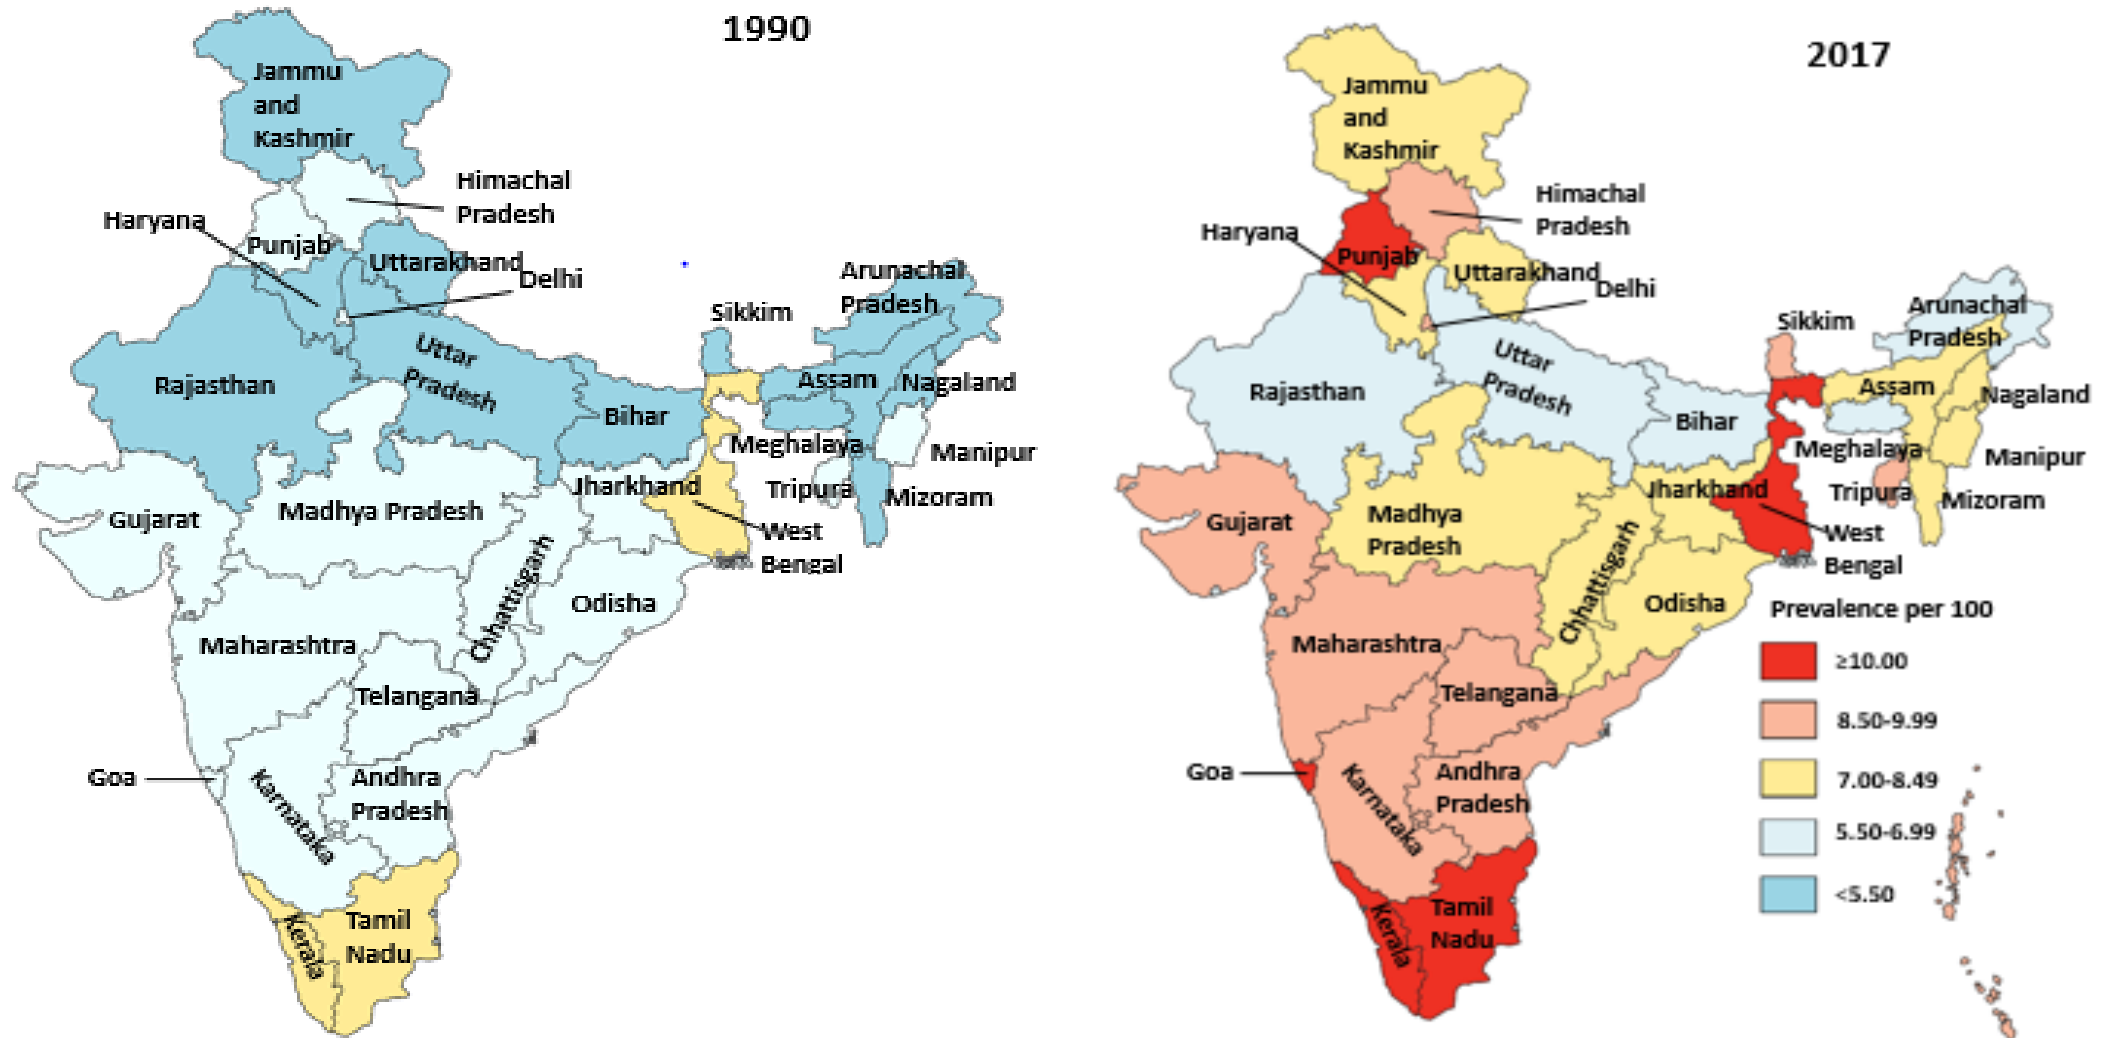 1990
Jammu
and
Kashmir
Himachal
Pradesh
Haryana
Punjab
Uttarakhand
Delhi
Arunachal
Pradesh
Sikkim
Uttar
Pradesh
Rajasthan
Assam
Nagaland
Bihar
Meghalaya
Manipur
Jharkhand
Tripura
Mizoram
Gujarat
Madhya Pradesh
West
Bengal
Chhattisgarh
Odisha
Maharashtra
Telangana
Goa
Karnataka
Andhra
Pradesh
Kerala
Tamil
Nadu
2017
Jammu
and
Kashmir
Himachal
Pradesh
Haryana
Punjab
Uttarakhand
Delhi
Arunachal
Pradesh
Sikkim
Uttar
Pradesh
Rajasthan
Assam
Nagaland
Bihar
Meghalaya
Manipur
Jharkhand
Tripura
Mizoram
Gujarat
Madhya
Pradesh
West
Bengal
Chhattisgarh
Odisha
Maharashtra
Telangana
Goa
Karnataka
Andhra
Pradesh
Kerala
Tamil
Nadu
Prevalence per 100
≥10.00
8.50-9.99
7.00-8.49
5.50-6.99
<5.50